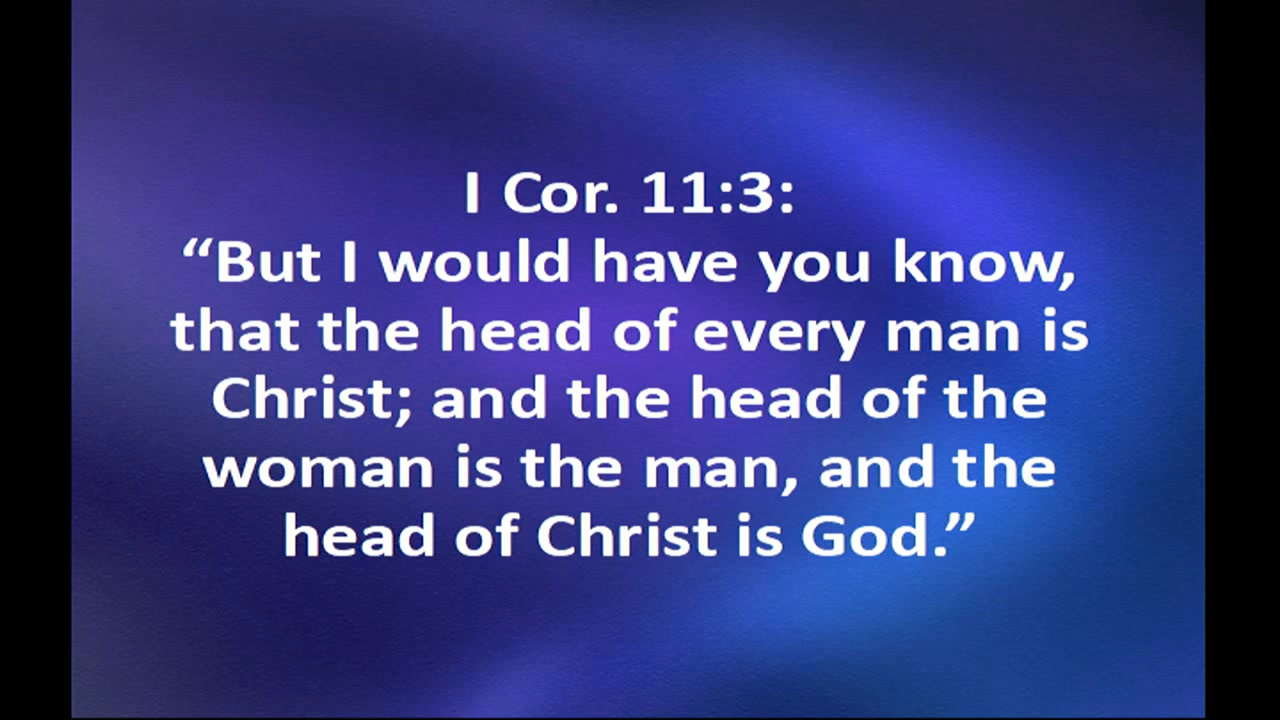 I Cor. 11:3:
“But I would have you know,
that the head of every man is
Christ; and the head of the
woman is the man, and the
head of Christ is God.”